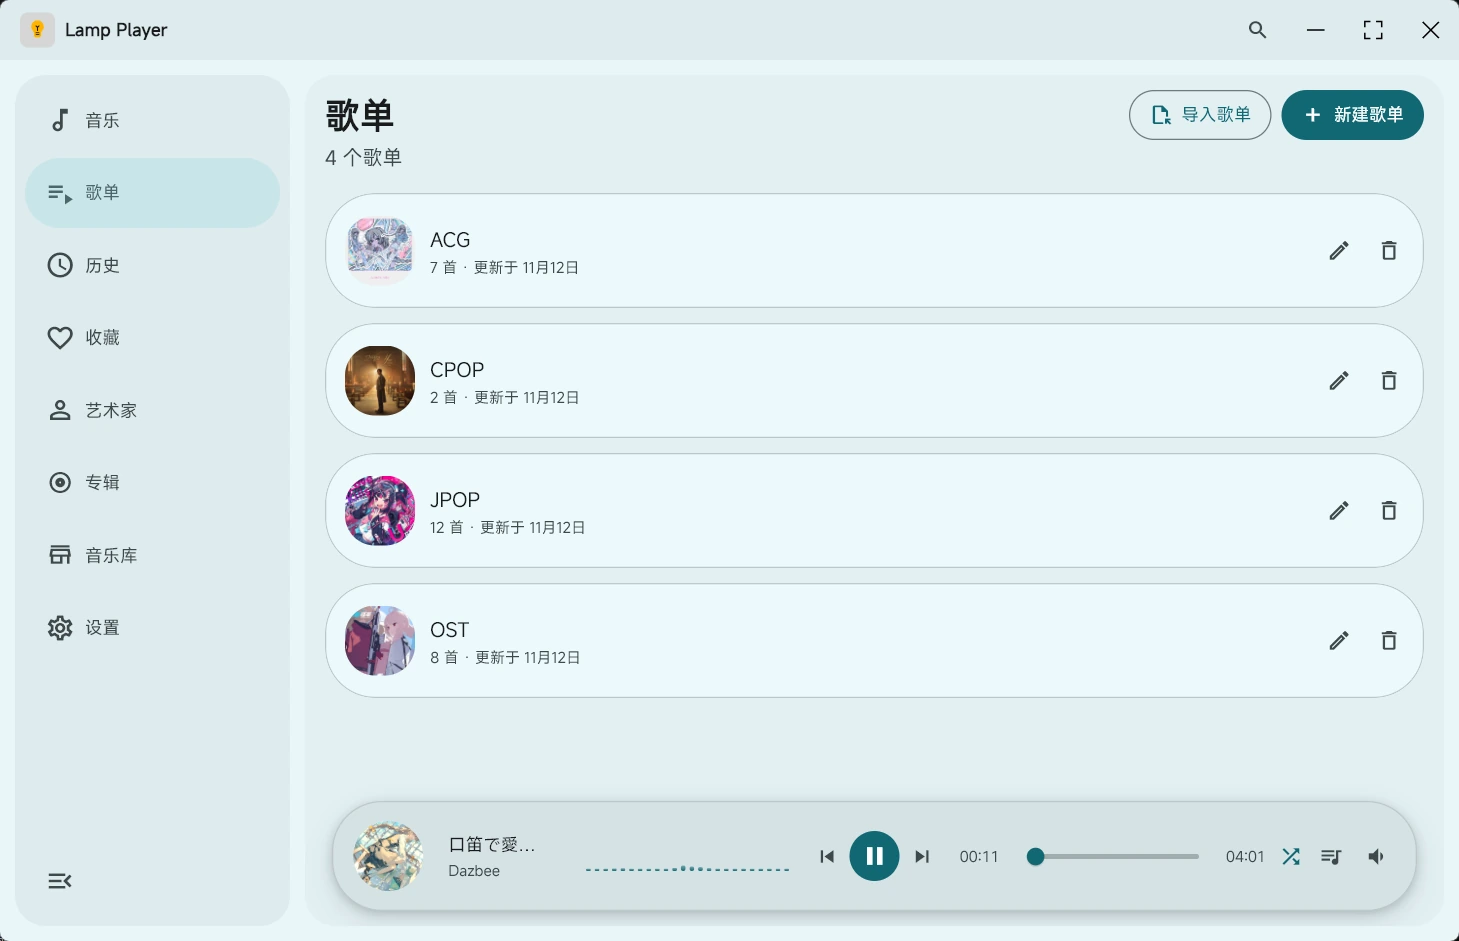 Lamp Player
音乐
歌单
历史
收藏
艺术家
专辑
音乐库
设置
歌单
4 个歌单
导入歌单
新建歌单
ACG
7 首 · 更新于 11月12日
CPOP
2 首 · 更新于 11月12日
JPOP
12 首 · 更新于 11月12日
OST
8 首 · 更新于 11月12日
口笛で愛...
Dazbee
00:11
04:01